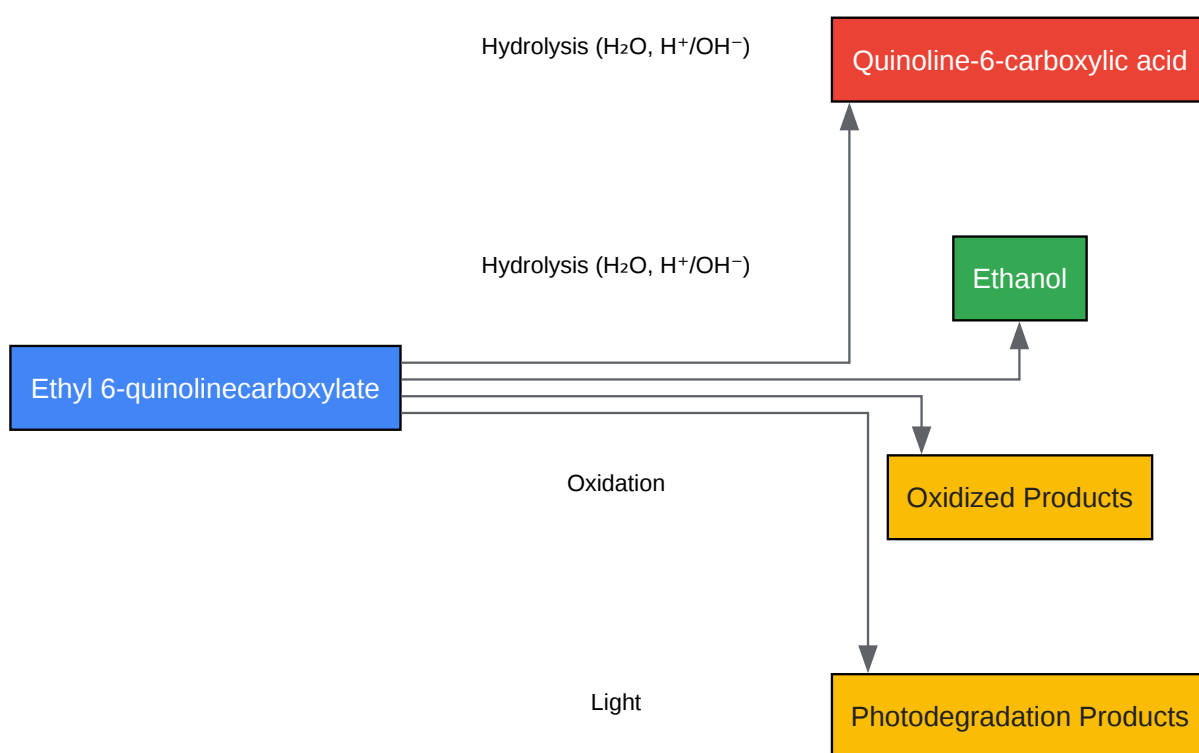 Hydrolysis (H₂O, H⁺/OH⁻)
Quinoline-6-carboxylic acid
Hydrolysis (H₂O, H⁺/OH⁻)
Ethanol
Ethyl 6-quinolinecarboxylate
Oxidation
Oxidized Products
Light
Photodegradation Products